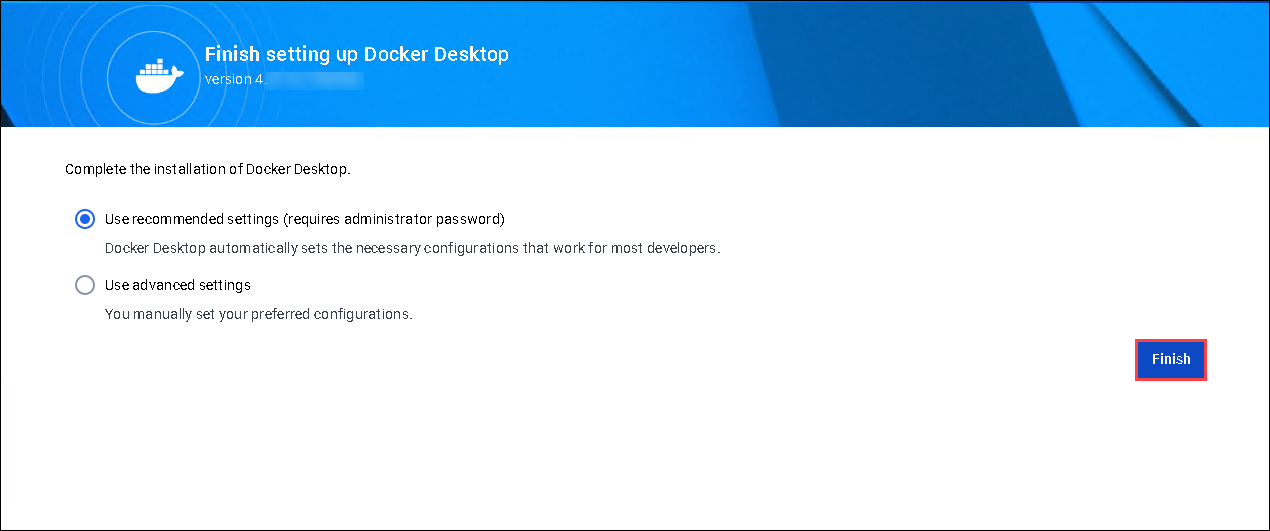 Finish setting up Docker Desktop
version 4.
Complete the installation of Docker Desktop.
Use recommended settings (requires administrator password)
Docker Desktop automatically sets the necessary configurations that work for most developers.
Use advanced settings
You manually set your preferred configurations.
Finish